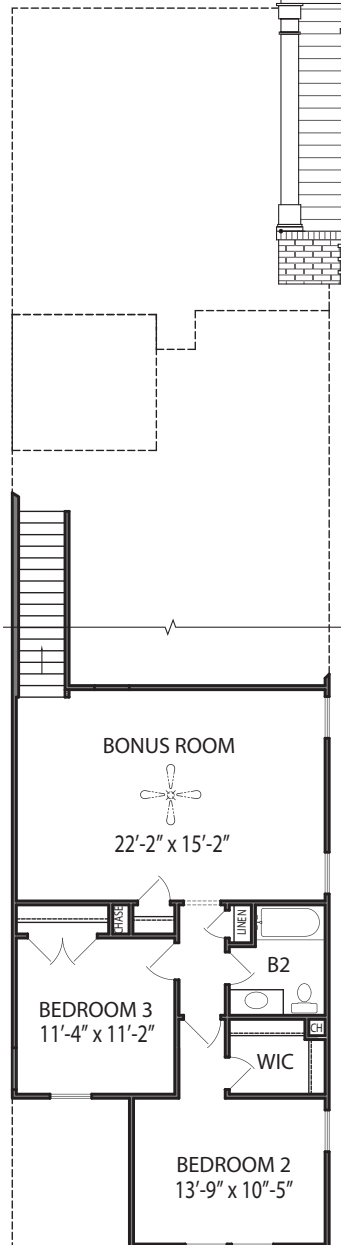 BONUS ROOM
22'-2" x 15'-2"
CHASE
LINEN
B2
BEDROOM 3
11'-4" x 11'-2"
CH
WIC
BEDROOM 2
13'-9" x 10"-5"